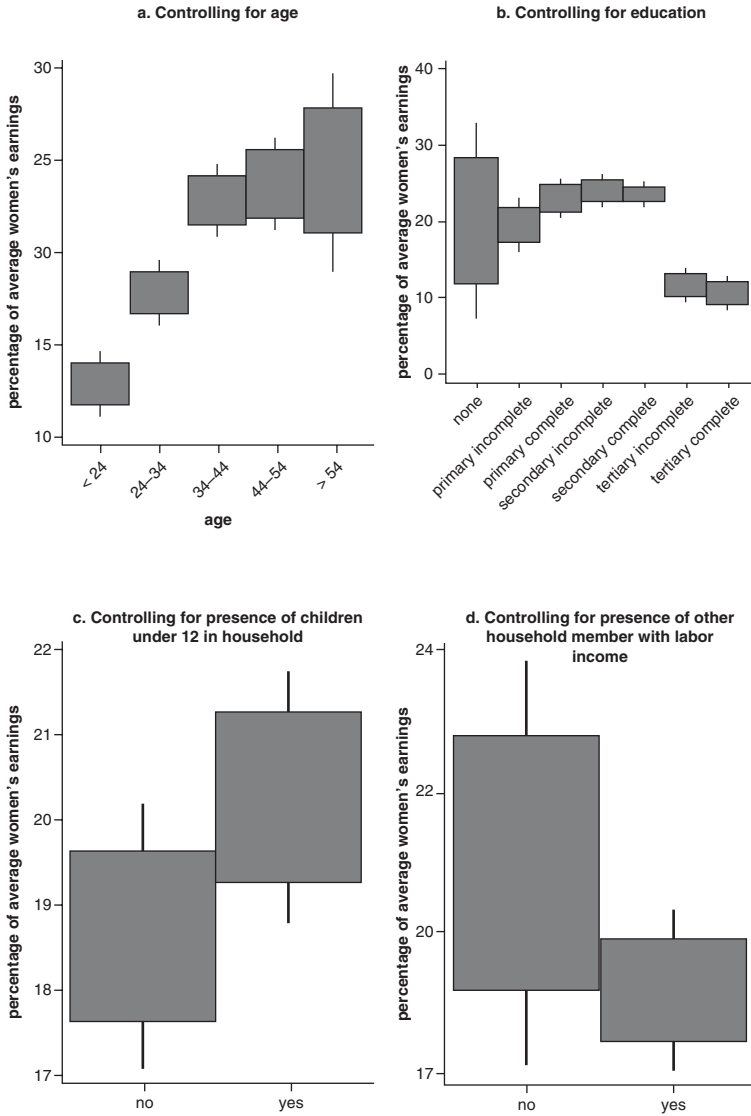 a. Controlling for age
percentage of average women's earnings
30
25
30
15
10
< 24
24–34
34–44
44–54
> 54
age
b. Controlling for education
percentage of average women's earnings
40
30
20
10
0
none
primary incomplete
primary complete
secondary incomplete
secondary complete
tertiary incomplete
tertiary complete
c. Controlling for presence of children
under 12 in household
percentage of average women's earnings
22
21
20
19
18
17
no
yes
d. Controlling for presence of other
household member with labor
income
percentage of average women's earnings
24
22
20
17
no
yes